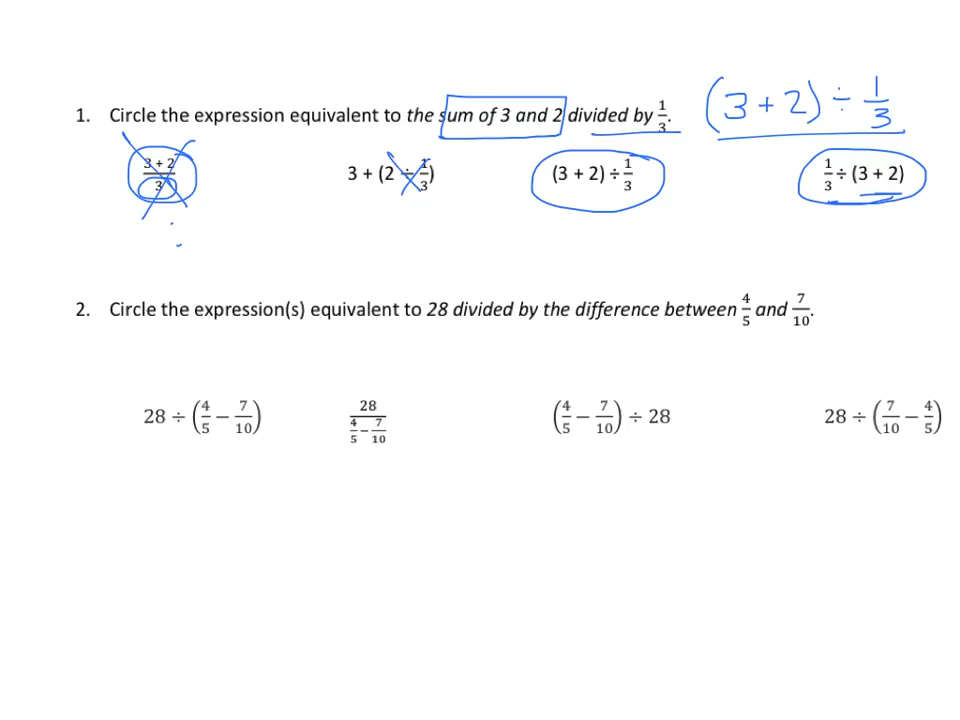 1. Circle the expression equivalent to the sum of 3 and 2 divided by 1/3. (3 + 2) ÷ 1/3
(3 + 2)/3 3 + (2 ÷ 1/3) (3 + 2) ÷ 1/3 1/3 ÷ (3 + 2)
÷
2. Circle the expression(s) equivalent to 28 divided by the difference between 4/5 and 7/10.
28 ÷ (4/5 − 7/10) 28/(4/5 − 7/10) (4/5 − 7/10) ÷ 28 28 ÷ (7/10 − 4/5)